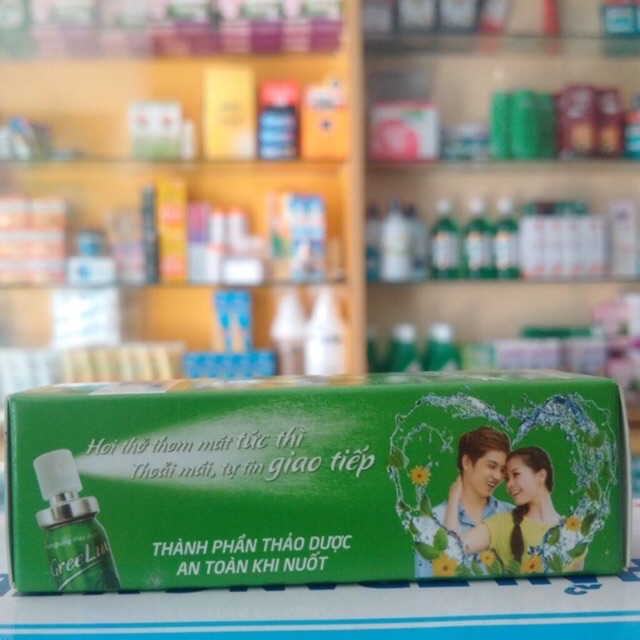 Hơi thở thơm mát tức thì
Thoải mái, tự tin giao tiếp
GreeLux
THÀNH PHẦN THẢO DƯỢC
AN TOÀN KHI NUỐT